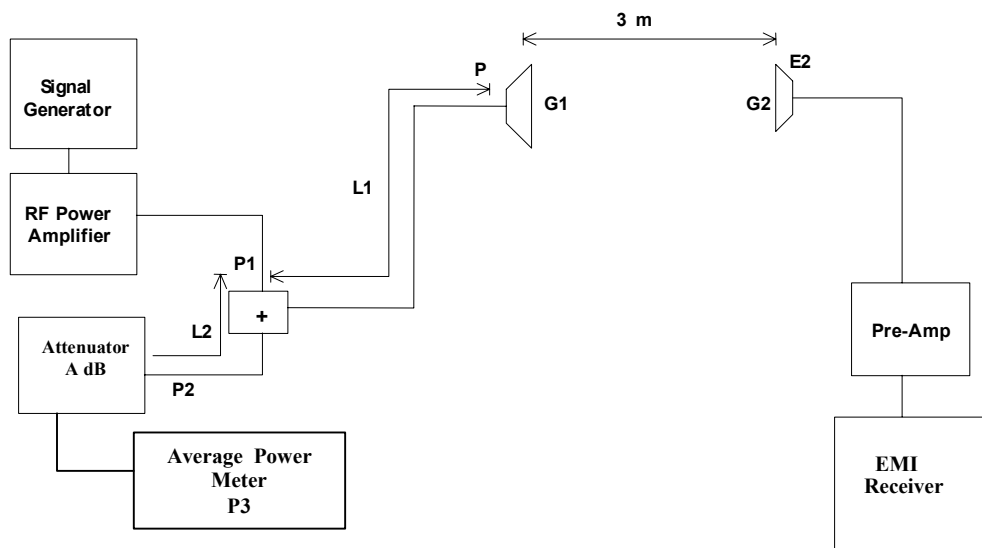 3 m
Signal
Generator
P
E2
G1
G2
L1
RF Power
Amplifier
P1
+
L2
Attenuator
A dB
P2
Pre-Amp
Average Power
Meter
P3
EMI
Receiver